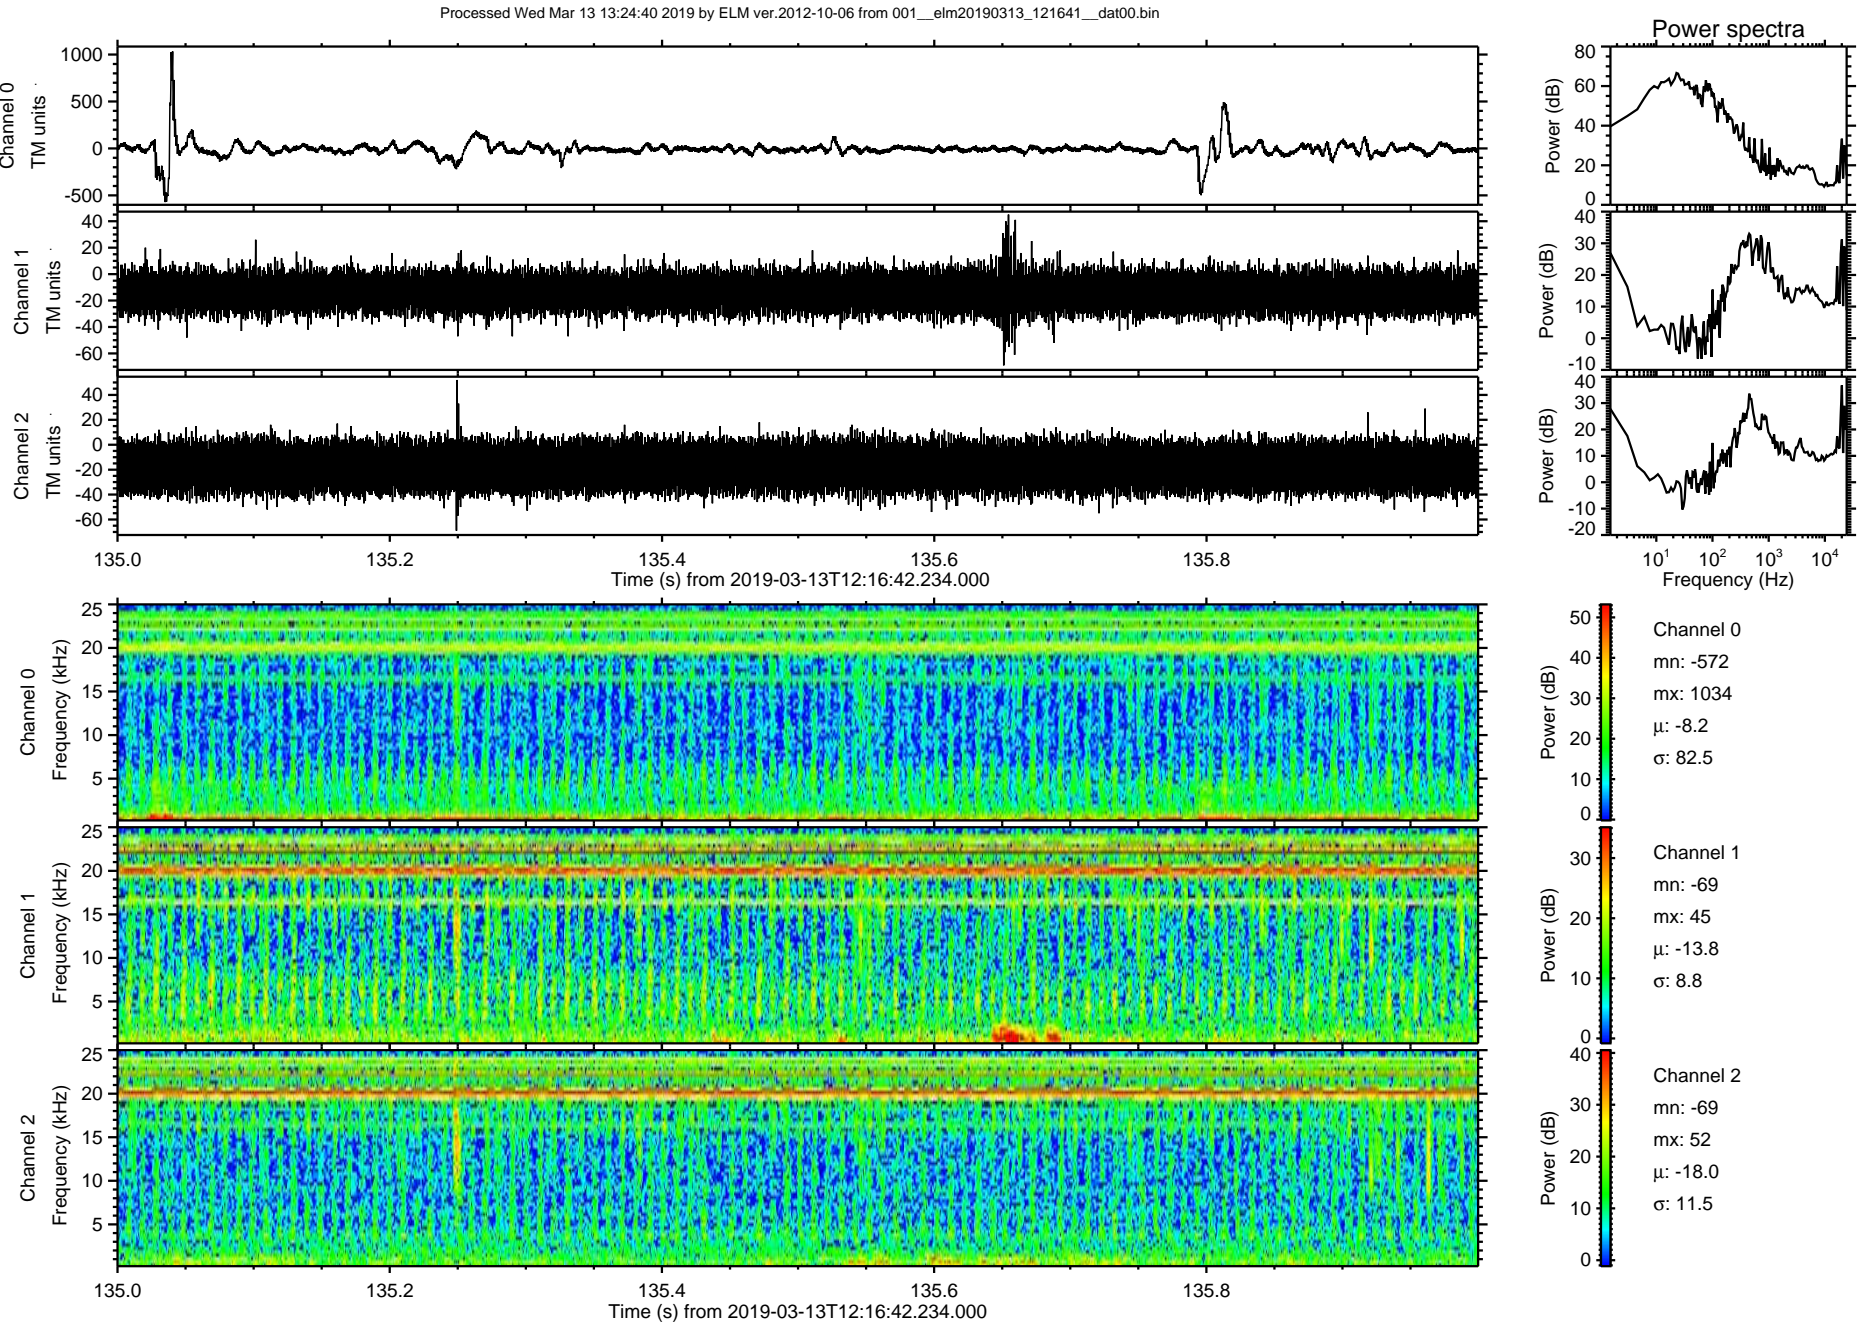 Processed Wed Mar 13 13:24:40 2019 by ELM ver.2012-10-06 from 001__elm20190313_121641__dat00.bin
Power spectra
Channel 0
TM units
1000
500
0
-500
Power (dB)
80
60
40
20
0
Channel 1
TM units
40
20
0
-20
-40
-60
Power (dB)
40
30
20
10
0
-10
Channel 2
TM units
40
20
0
-20
-40
-60
Power (dB)
40
30
20
10
0
-10
-20
135.0 135.2 135.4 135.6 135.8
Time (s) from 2019-03-13T12:16:42.234.000
10¹ 10² 10³ 10⁴
Frequency (Hz)
Channel 0
Frequency (kHz)
25
20
15
10
5
Power (dB)
50
40
30
20
10
0
Channel 0
mn: -572
mx: 1034
μ: -8.2
σ: 82.5
Channel 1
Frequency (kHz)
25
20
15
10
5
Power (dB)
30
20
10
0
Channel 1
mn: -69
mx: 45
μ: -13.8
σ: 8.8
Channel 2
Frequency (kHz)
25
20
15
10
5
Power (dB)
40
30
20
10
0
Channel 2
mn: -69
mx: 52
μ: -18.0
σ: 11.5
135.0 135.2 135.4 135.6 135.8
Time (s) from 2019-03-13T12:16:42.234.000